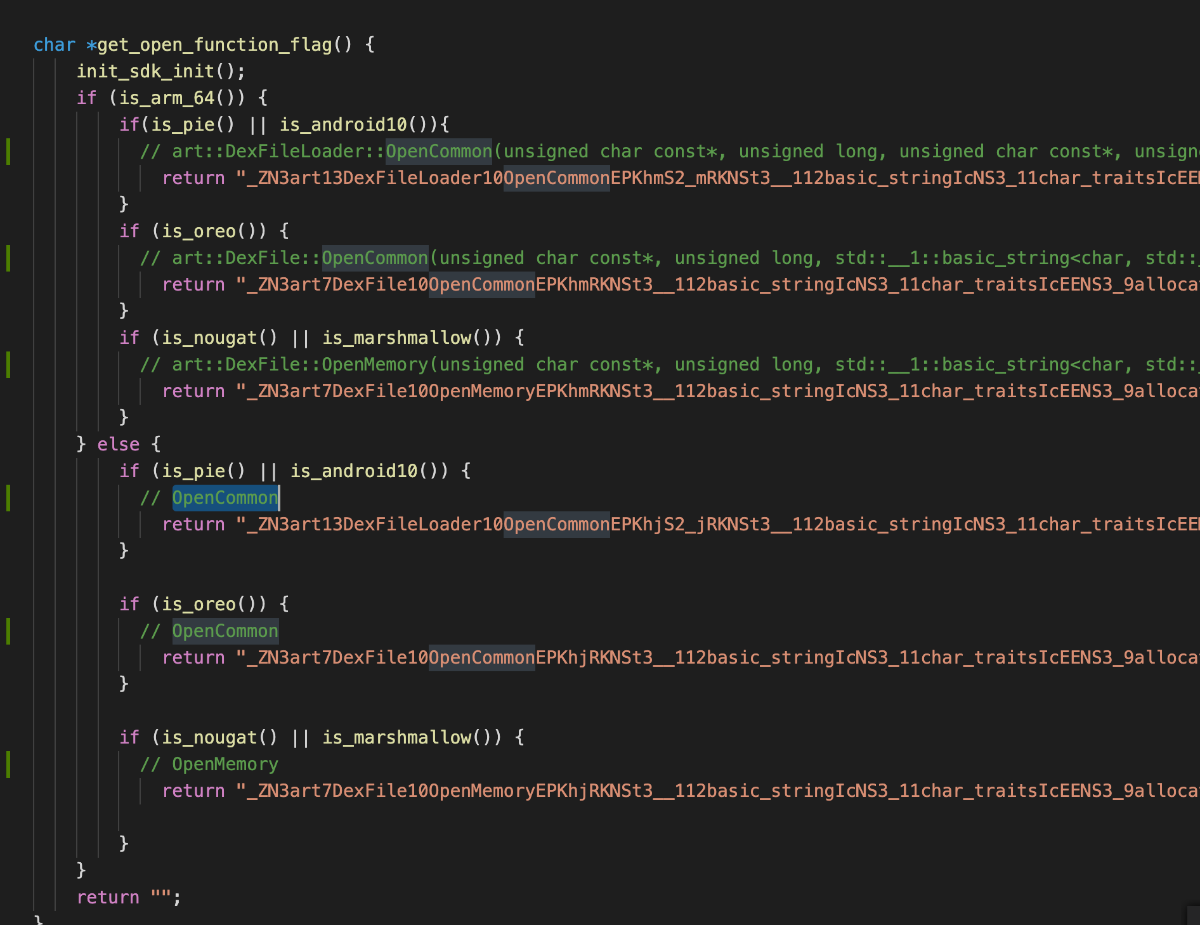 char *get_open_function_flag() {
    init_sdk_init();
    if (is_arm_64()) {
        if(is_pie() || is_android10()){
          // art::DexFileLoader::OpenCommon(unsigned char const*, unsigned long, unsigned char const*, unsign
            return "_ZN3art13DexFileLoader10OpenCommonEPKhmS2_mRKNSt3__112basic_stringIcNS3_11char_traitsIcEE
        }
        if (is_oreo()) {
          // art::DexFile::OpenCommon(unsigned char const*, unsigned long, std::__1::basic_string<char, std::
            return "_ZN3art7DexFile10OpenCommonEPKhmRKNSt3__112basic_stringIcNS3_11char_traitsIcEENS3_9alloca
        }
        if (is_nougat() || is_marshmallow()) {
          // art::DexFile::OpenMemory(unsigned char const*, unsigned long, std::__1::basic_string<char, std::
            return "_ZN3art7DexFile10OpenMemoryEPKhmRKNSt3__112basic_stringIcNS3_11char_traitsIcEENS3_9alloca
        }
    } else {
        if (is_pie() || is_android10()) {
          // OpenCommon
            return "_ZN3art13DexFileLoader10OpenCommonEPKhjS2_jRKNSt3__112basic_stringIcNS3_11char_traitsIcEE
        }
        if (is_oreo()) {
          // OpenCommon
            return "_ZN3art7DexFile10OpenCommonEPKhjRKNSt3__112basic_stringIcNS3_11char_traitsIcEENS3_9alloca
        }
        if (is_nougat() || is_marshmallow()) {
          // OpenMemory
            return "_ZN3art7DexFile10OpenMemoryEPKhjRKNSt3__112basic_stringIcNS3_11char_traitsIcEENS3_9alloca
        }
    }
    return "";
}